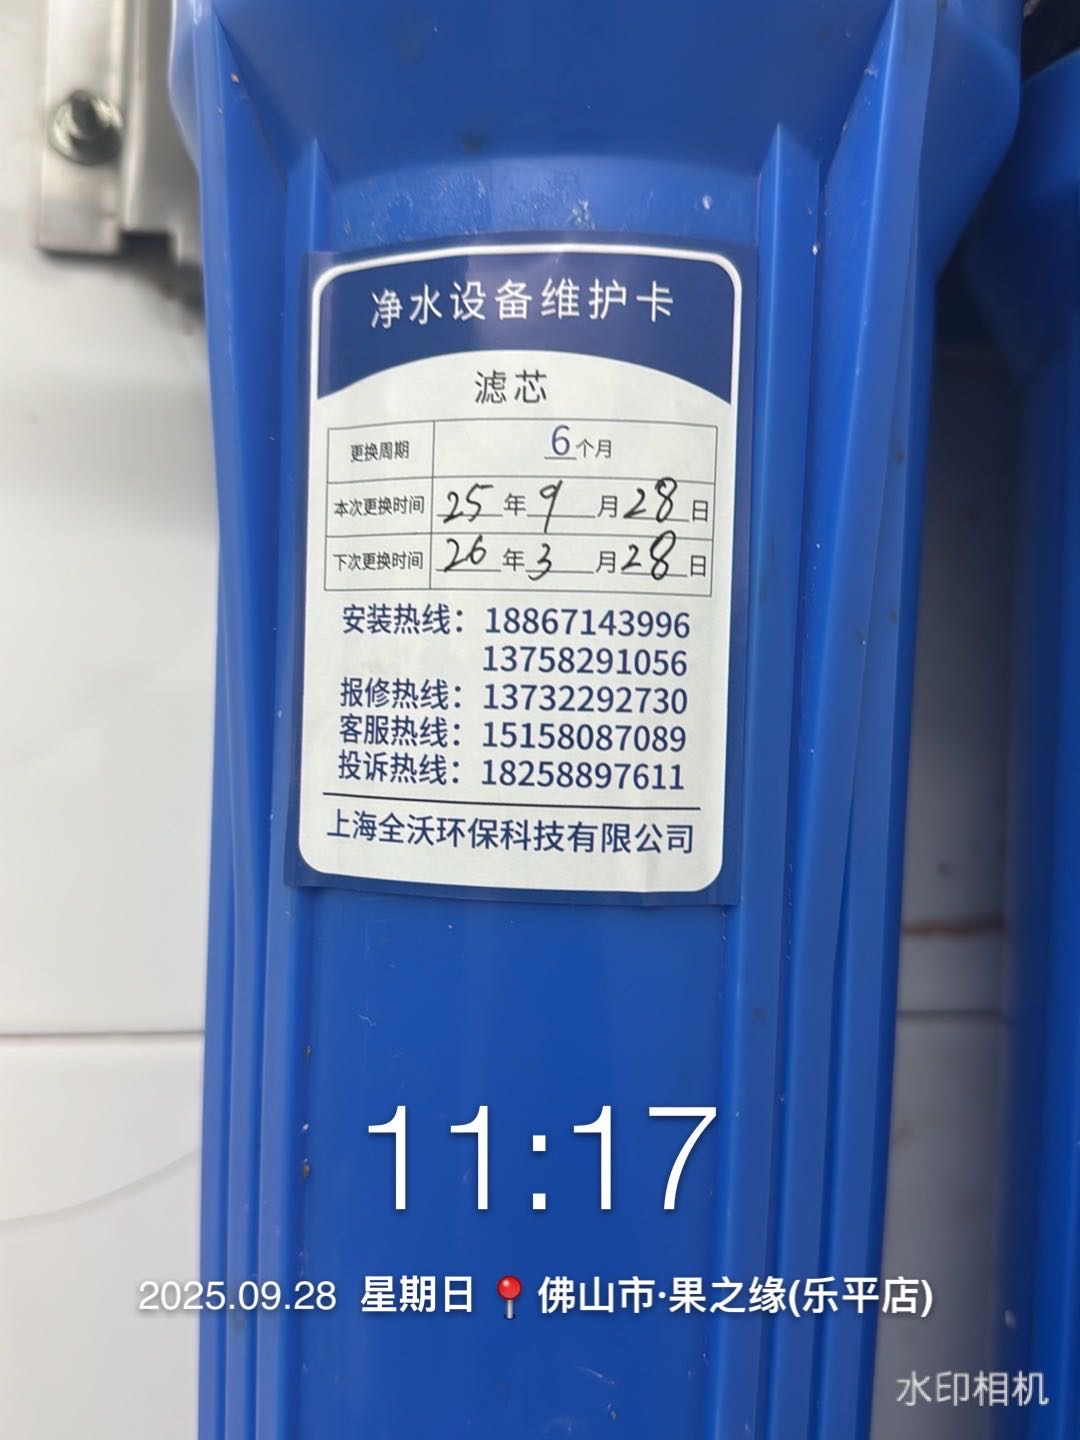 净水设备维护卡
滤芯
更换周期 6个月
本次更换时间 25年9月28日
下次更换时间 26年3月28日
安装热线：18867143996
13758291056
报修热线：13732292730
客服热线：15158087089
投诉热线：18258897611
上海全沃环保科技有限公司
11:17
2025.09.28 星期日 📍佛山市·果之缘(乐平店)
水印相机